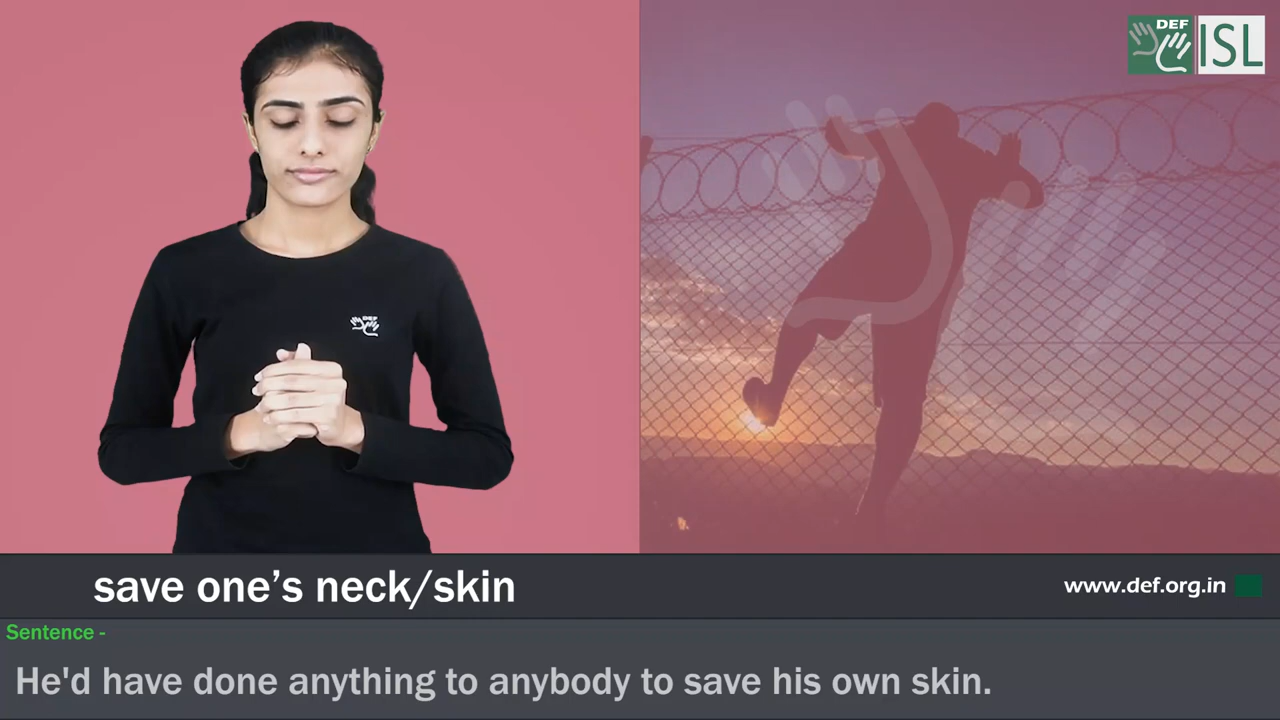 DEF
ISL
DEF
save one's neck/skin
www.def.org.in
Sentence -
He'd have done anything to anybody to save his own skin.